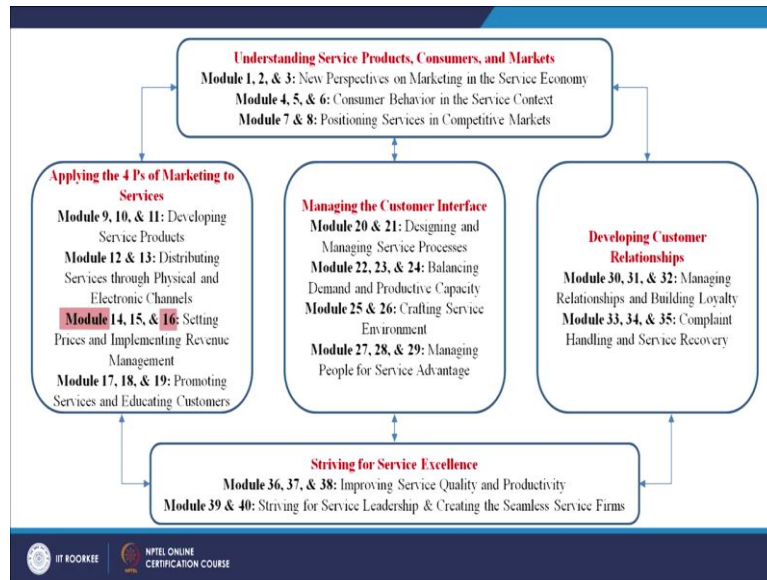 Understanding Service Products, Consumers, and Markets
Module 1, 2, & 3: New Perspectives on Marketing in the Service Economy
Module 4, 5, & 6: Consumer Behavior in the Service Context
Module 7 & 8: Positioning Services in Competitive Markets
Applying the 4 Ps of Marketing to
Services
Module 9, 10, & 11: Developing
Service Products
Module 12 & 13: Distributing
Services through Physical and
Electronic Channels
Module 14, 15, & 16: Setting
Prices and Implementing Revenue
Management
Module 17, 18, & 19: Promoting
Services and Educating Customers
Managing the Customer Interface
Module 20 & 21: Designing and
Managing Service Processes
Module 22, 23, & 24: Balancing
Demand and Productive Capacity
Module 25 & 26: Crafting Service
Environment
Module 27, 28, & 29: Managing
People for Service Advantage
Developing Customer
Relationships
Module 30, 31, & 32: Managing
Relationships and Building Loyalty
Module 33, 34, & 35: Complaint
Handling and Service Recovery
Striving for Service Excellence
Module 36, 37, & 38: Improving Service Quality and Productivity
Module 39 & 40: Striving for Service Leadership & Creating the Seamless Service Firms
IIT ROORKEE
NPTEL ONLINE
CERTIFICATION COURSE